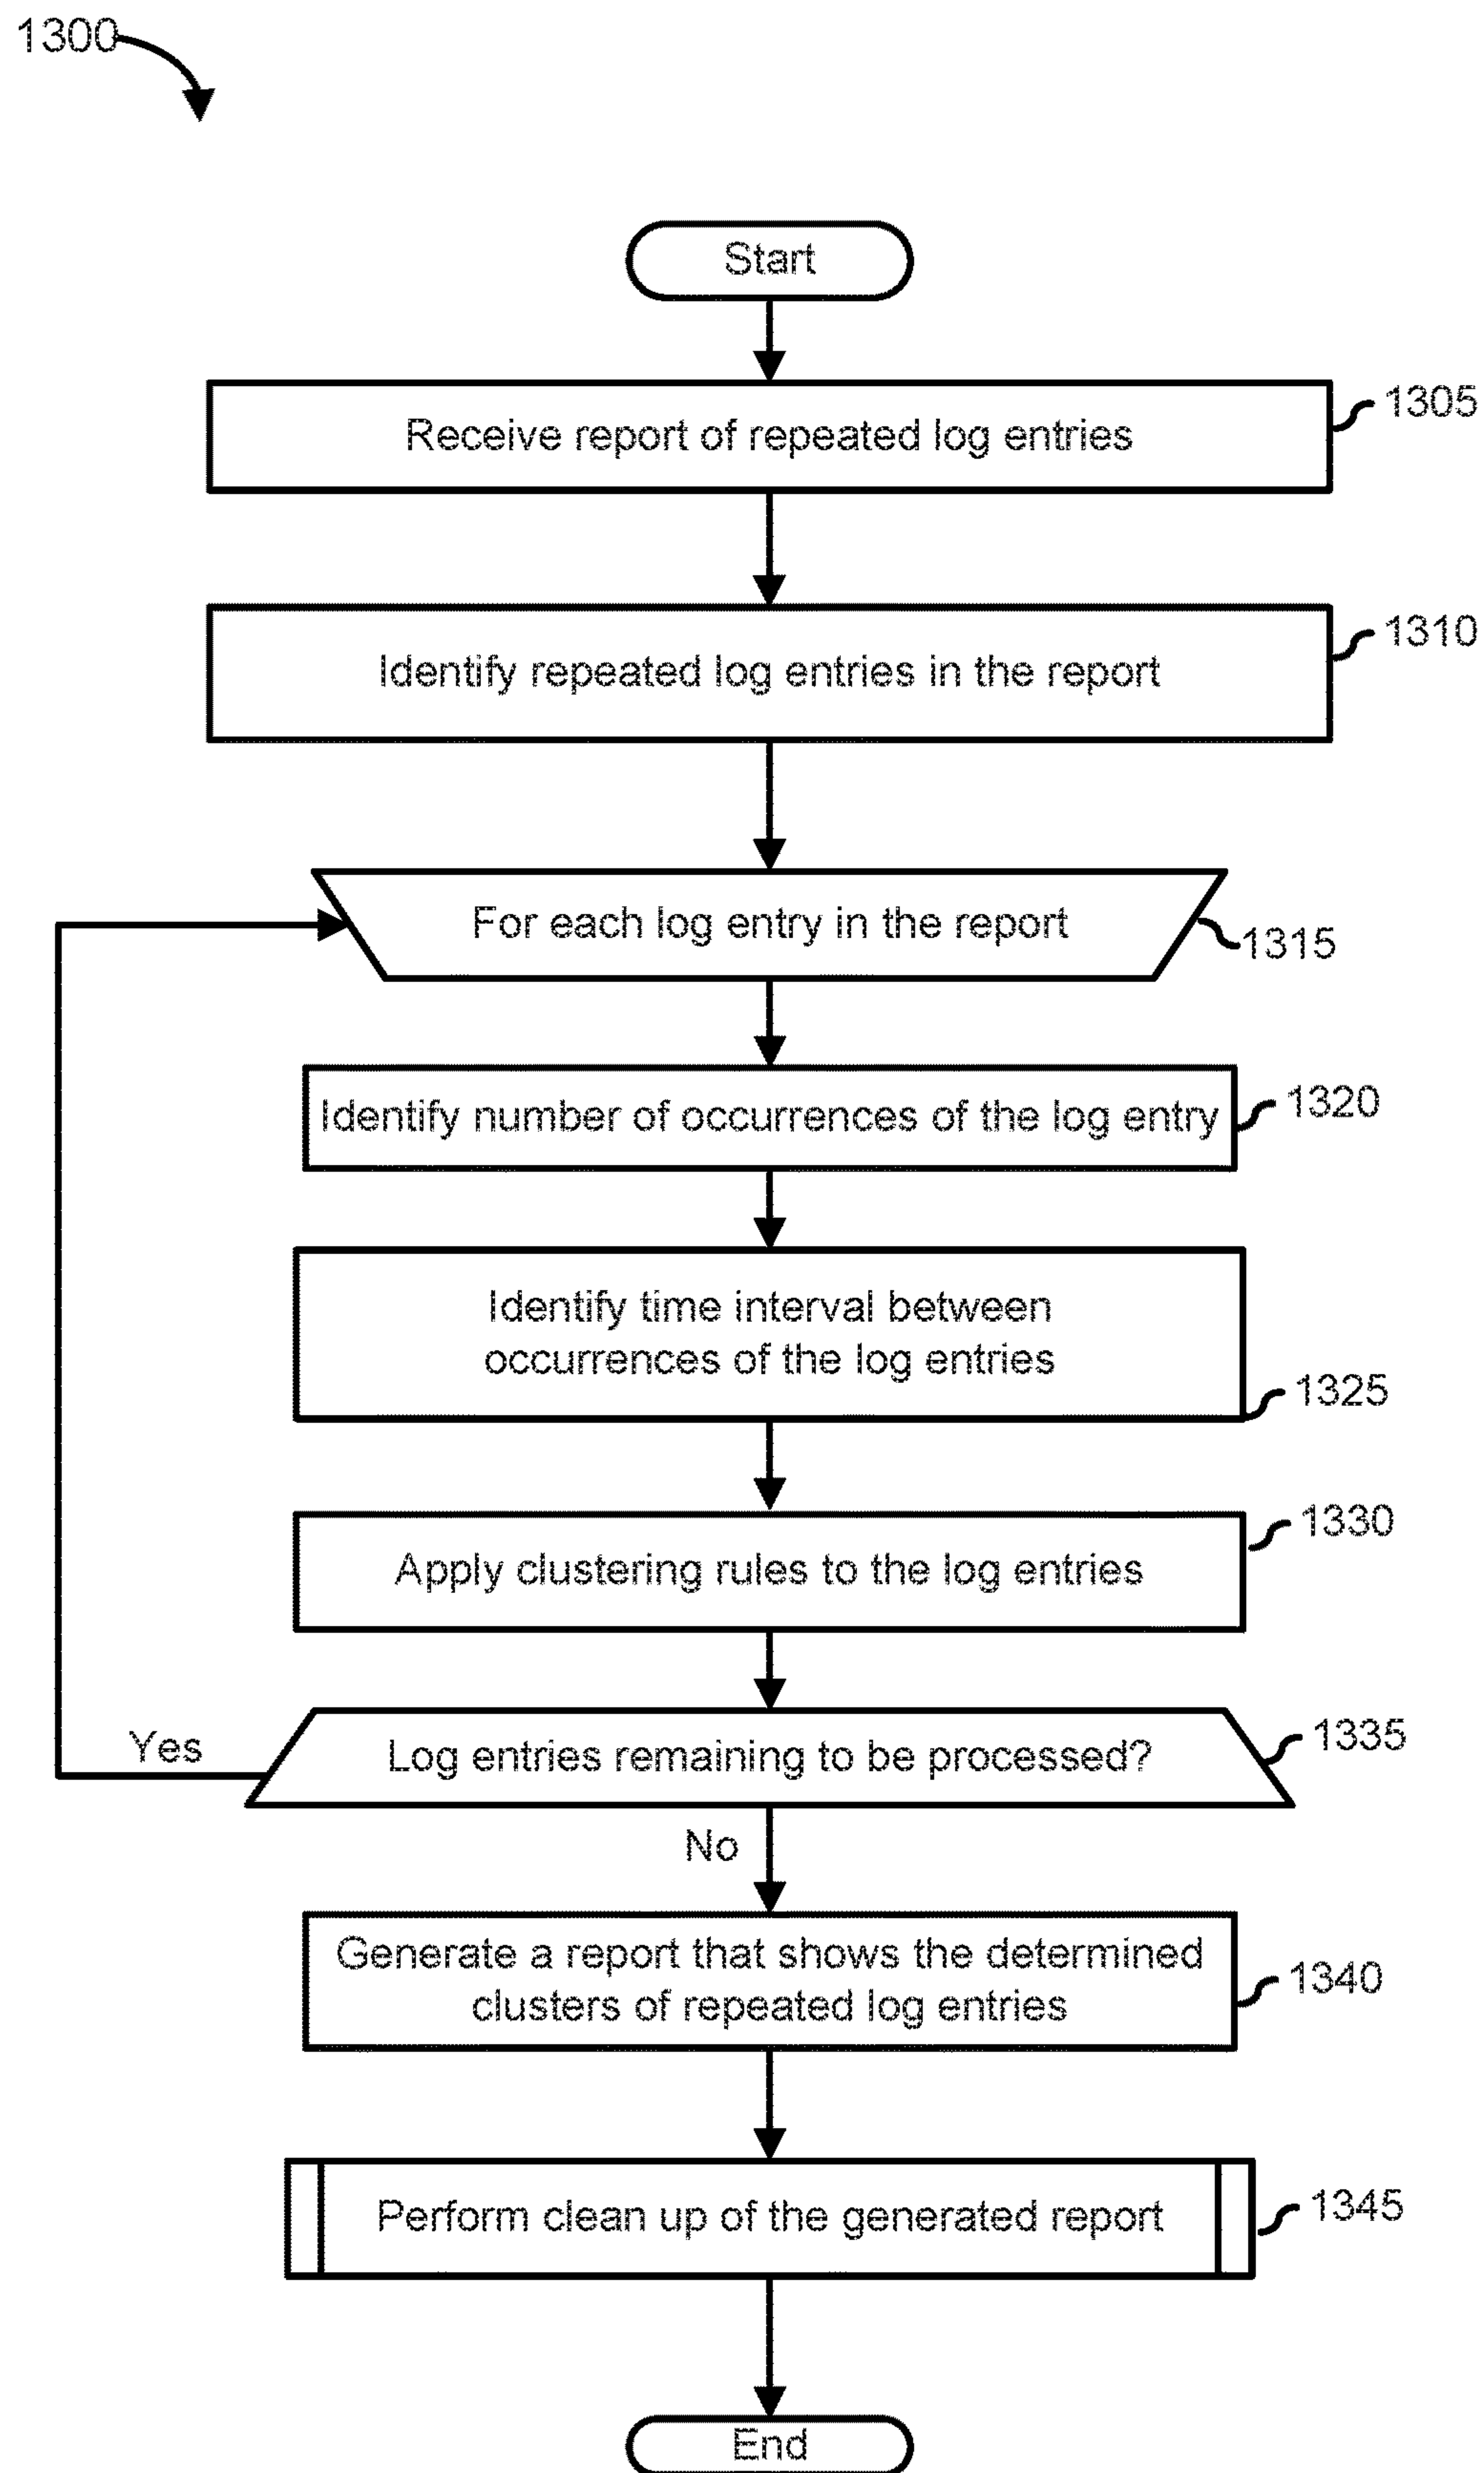 1300
Start
Receive report of repeated log entries
1305
Identify repeated log entries in the report
1310
For each log entry in the report
1315
Identify number of occurrences of the log entry
1320
Identify time interval between
occurrences of the log entries
1325
Apply clustering rules to the log entries
1330
Log entries remaining to be processed?
1335
Yes
No
Generate a report that shows the determined
clusters of repeated log entries
1340
Perform clean up of the generated report
1345
End